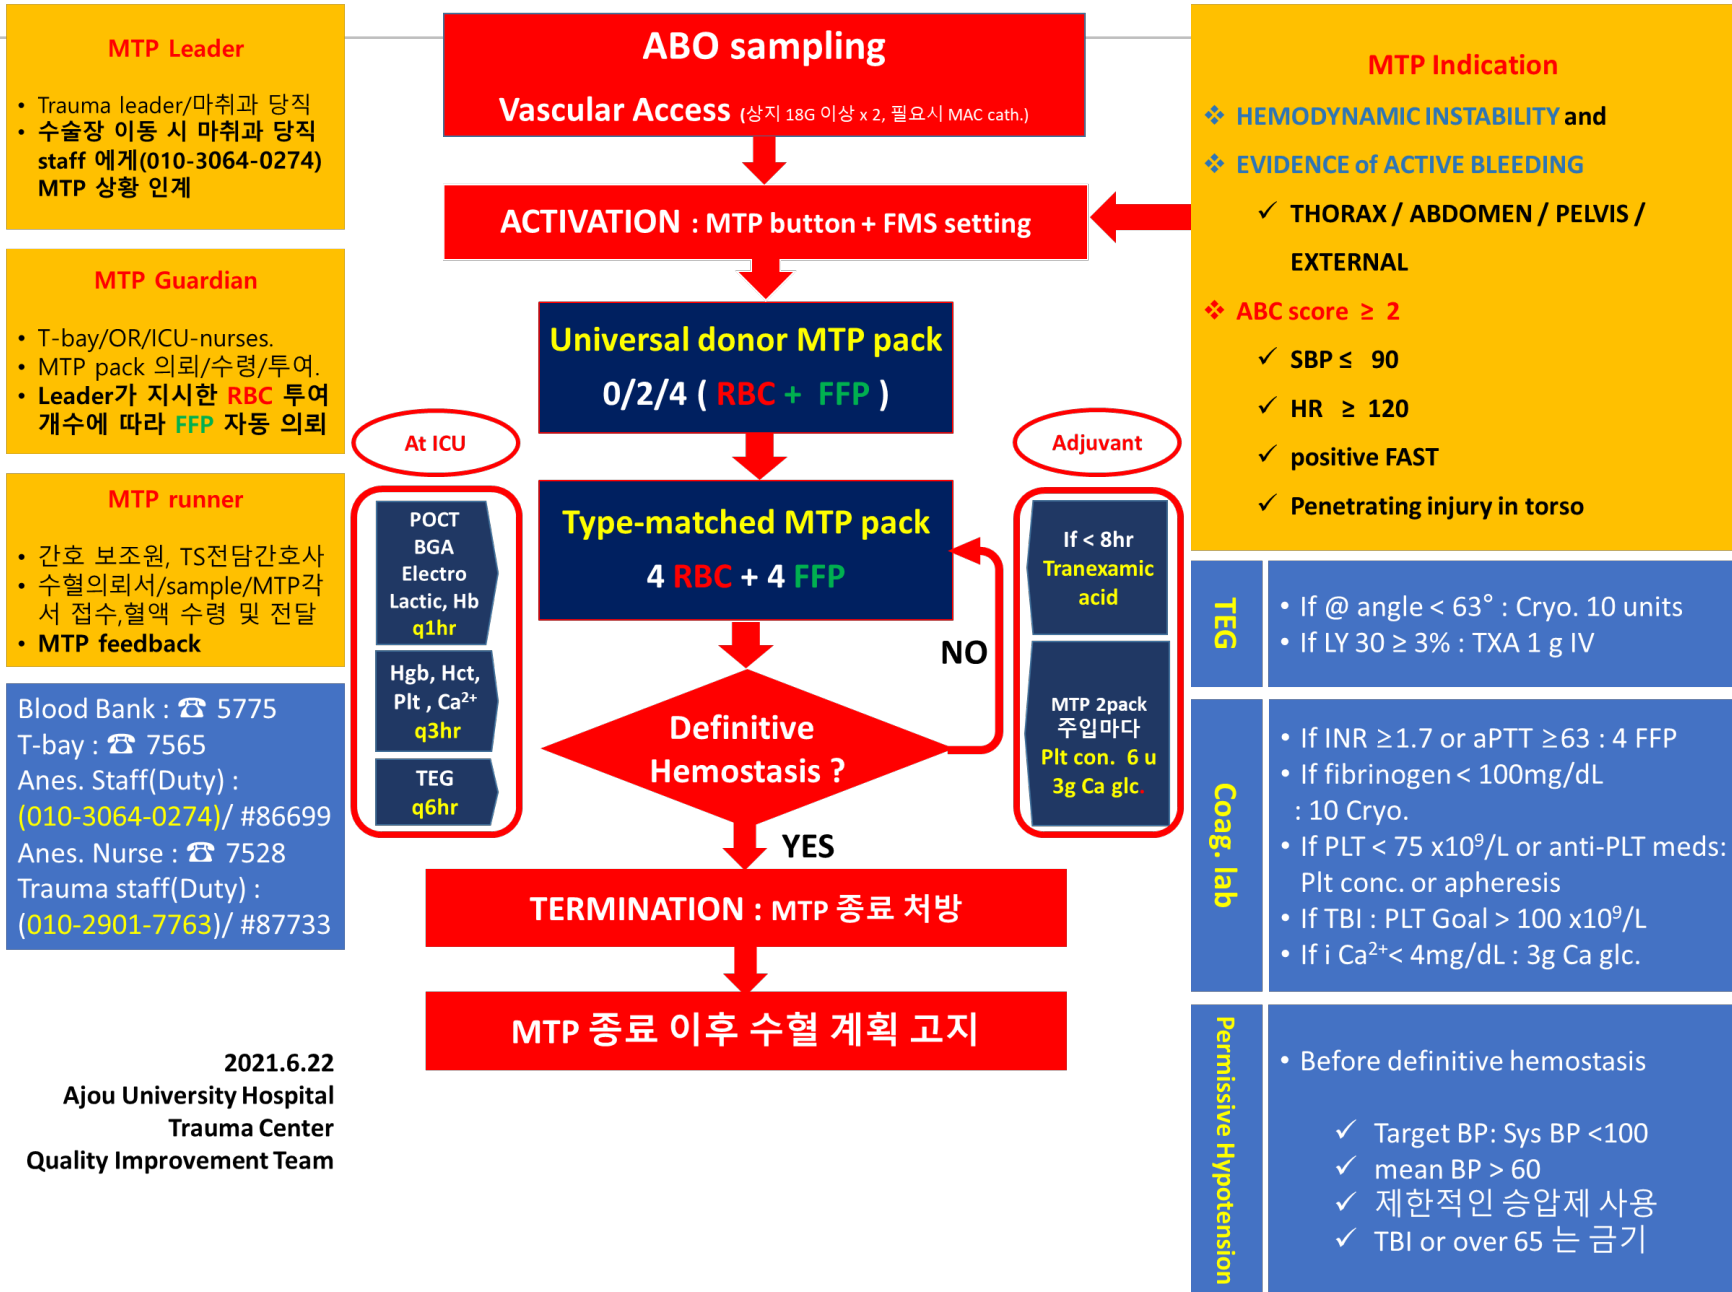 MTP Leader
• Trauma leader/마취과 당직
• 수술장 이동 시 마취과 당직
staff 에게(010-3064-0274)
MTP 상황 인계
MTP Guardian
• T-bay/OR/ICU-nurses.
• MTP pack 의뢰/수령/투여.
• Leader가 지시한 RBC 투여
개수에 따라 FFP 자동 의뢰
MTP runner
• 간호 보조원, TS전담간호사
• 수혈의뢰서/sample/MTP각
서 접수,혈액 수령 및 전달
• MTP feedback
Blood Bank : ☎ 5775
T-bay : ☎ 7565
Anes. Staff(Duty) :
(010-3064-0274)/ #86699
Anes. Nurse : ☎ 7528
Trauma staff(Duty) :
(010-2901-7763)/ #87733
2021.6.22
Ajou University Hospital
Trauma Center
Quality Improvement Team
ABO sampling
Vascular Access (상지 18G 이상 x 2, 필요시 MAC cath.)
ACTIVATION : MTP button + FMS setting
Universal donor MTP pack
0/2/4 ( RBC + FFP )
Type-matched MTP pack
4 RBC + 4 FFP
Definitive
Hemostasis ?
NO
YES
TERMINATION : MTP 종료 처방
MTP 종료 이후 수혈 계획 고지
At ICU
POCT
BGA
Electro
Lactic, Hb
q1hr
Hgb, Hct,
Plt , Ca²⁺
q3hr
TEG
q6hr
Adjuvant
If < 8hr
Tranexamic
acid
MTP 2pack
주입마다
Plt con. 6 u
3g Ca glc.
MTP Indication
❖ HEMODYNAMIC INSTABILITY and
❖ EVIDENCE of ACTIVE BLEEDING
✓ THORAX / ABDOMEN / PELVIS /
EXTERNAL
❖ ABC score ≥ 2
✓ SBP ≤ 90
✓ HR ≥ 120
✓ positive FAST
✓ Penetrating injury in torso
TEG
• If @ angle < 63° : Cryo. 10 units
• If LY 30 ≥ 3% : TXA 1 g IV
Coag. lab
• If INR ≥1.7 or aPTT ≥63 : 4 FFP
• If fibrinogen < 100mg/dL
: 10 Cryo.
• If PLT < 75 x10⁹/L or anti-PLT meds:
Plt conc. or apheresis
• If TBI : PLT Goal > 100 x10⁹/L
• If i Ca²⁺< 4mg/dL : 3g Ca glc.
Permissive Hypotension
• Before definitive hemostasis
✓ Target BP: Sys BP <100
✓ mean BP > 60
✓ 제한적인 승압제 사용
✓ TBI or over 65 는 금기